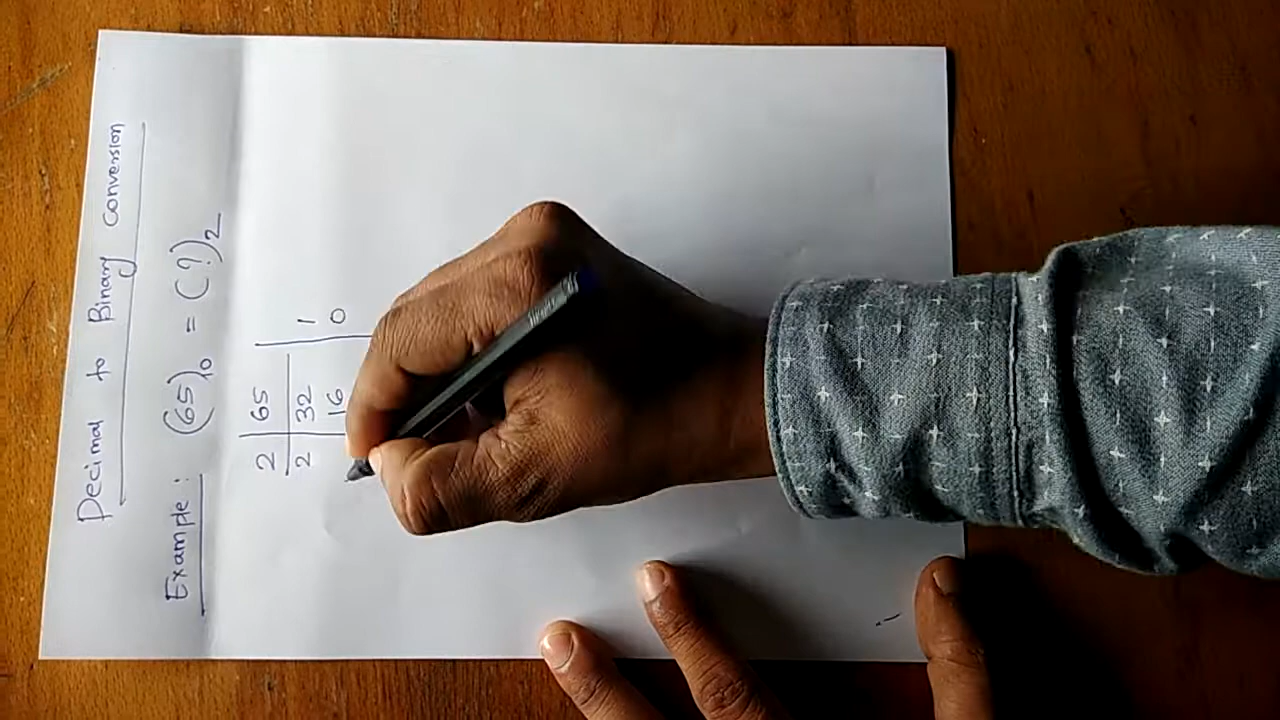 Decimal to Binary Conversion
Example: (65)10 = (?)2
2 65
2 32 1
16 0